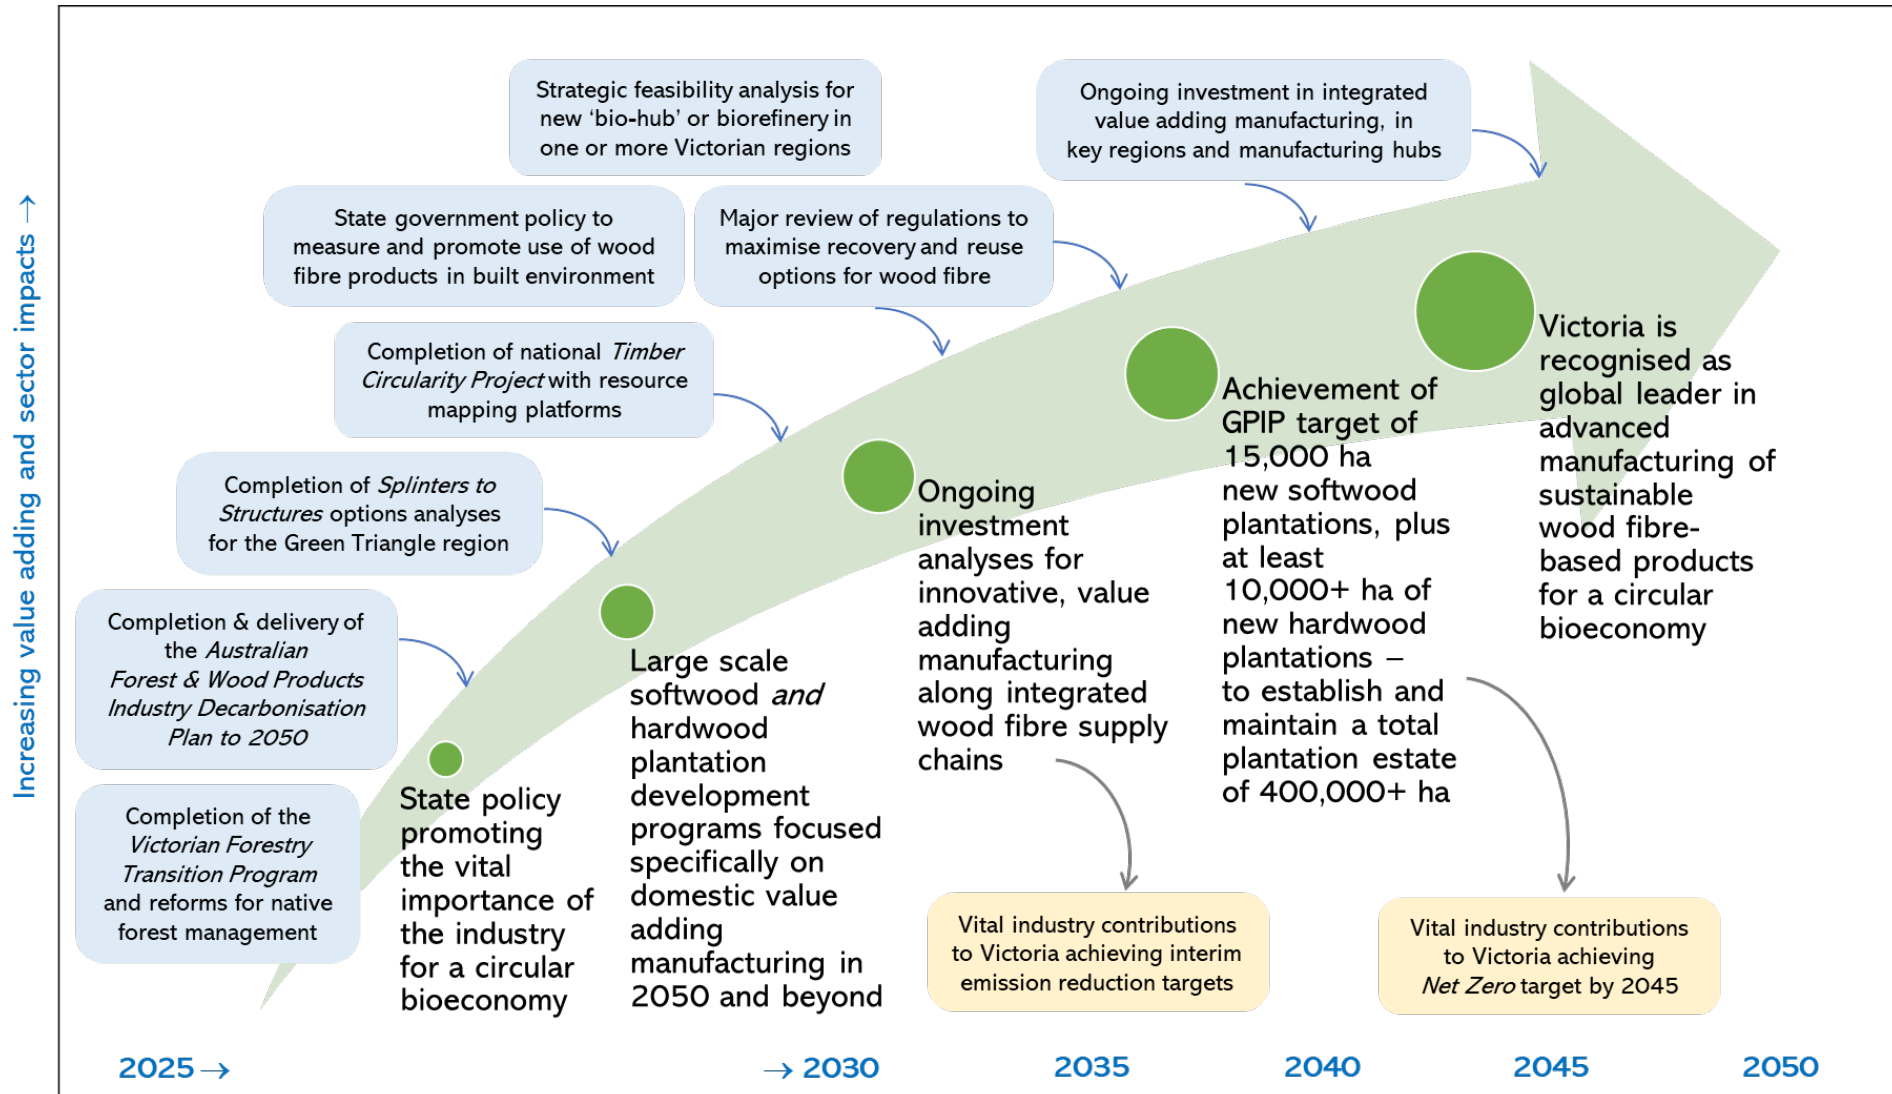 Increasing value adding and sector impacts →
Strategic feasibility analysis for
new ‘bio-hub’ or biorefinery in
one or more Victorian regions
Ongoing investment in integrated
value adding manufacturing, in
key regions and manufacturing hubs
State government policy to
measure and promote use of wood
fibre products in built environment
Major review of regulations to
maximise recovery and reuse
options for wood fibre
Completion of national Timber
Circularity Project with resource
mapping platforms
Completion of Splinters to
Structures options analyses
for the Green Triangle region
Completion & delivery of
the Australian
Forest & Wood Products
Industry Decarbonisation
Plan to 2050
Completion of the
Victorian Forestry
Transition Program
and reforms for native
forest management
State policy
promoting
the vital
importance of
the industry
for a circular
bioeconomy
Large scale
softwood and
hardwood
plantation
development
programs focused
specifically on
domestic value
adding
manufacturing in
2050 and beyond
Ongoing
investment
analyses for
innovative, value
adding
manufacturing
along integrated
wood fibre supply
chains
Achievement of
GPIP target of
15,000 ha
new softwood
plantations, plus
at least
10,000+ ha of
new hardwood
plantations –
to establish and
maintain a total
plantation estate
of 400,000+ ha
Victoria is
recognised as
global leader in
advanced
manufacturing of
sustainable
wood fibre-
based products
for a circular
bioeconomy
Vital industry contributions
to Victoria achieving interim
emission reduction targets
Vital industry contributions
to Victoria achieving
Net Zero target by 2045
2025 → → 2030 2035 2040 2045 2050